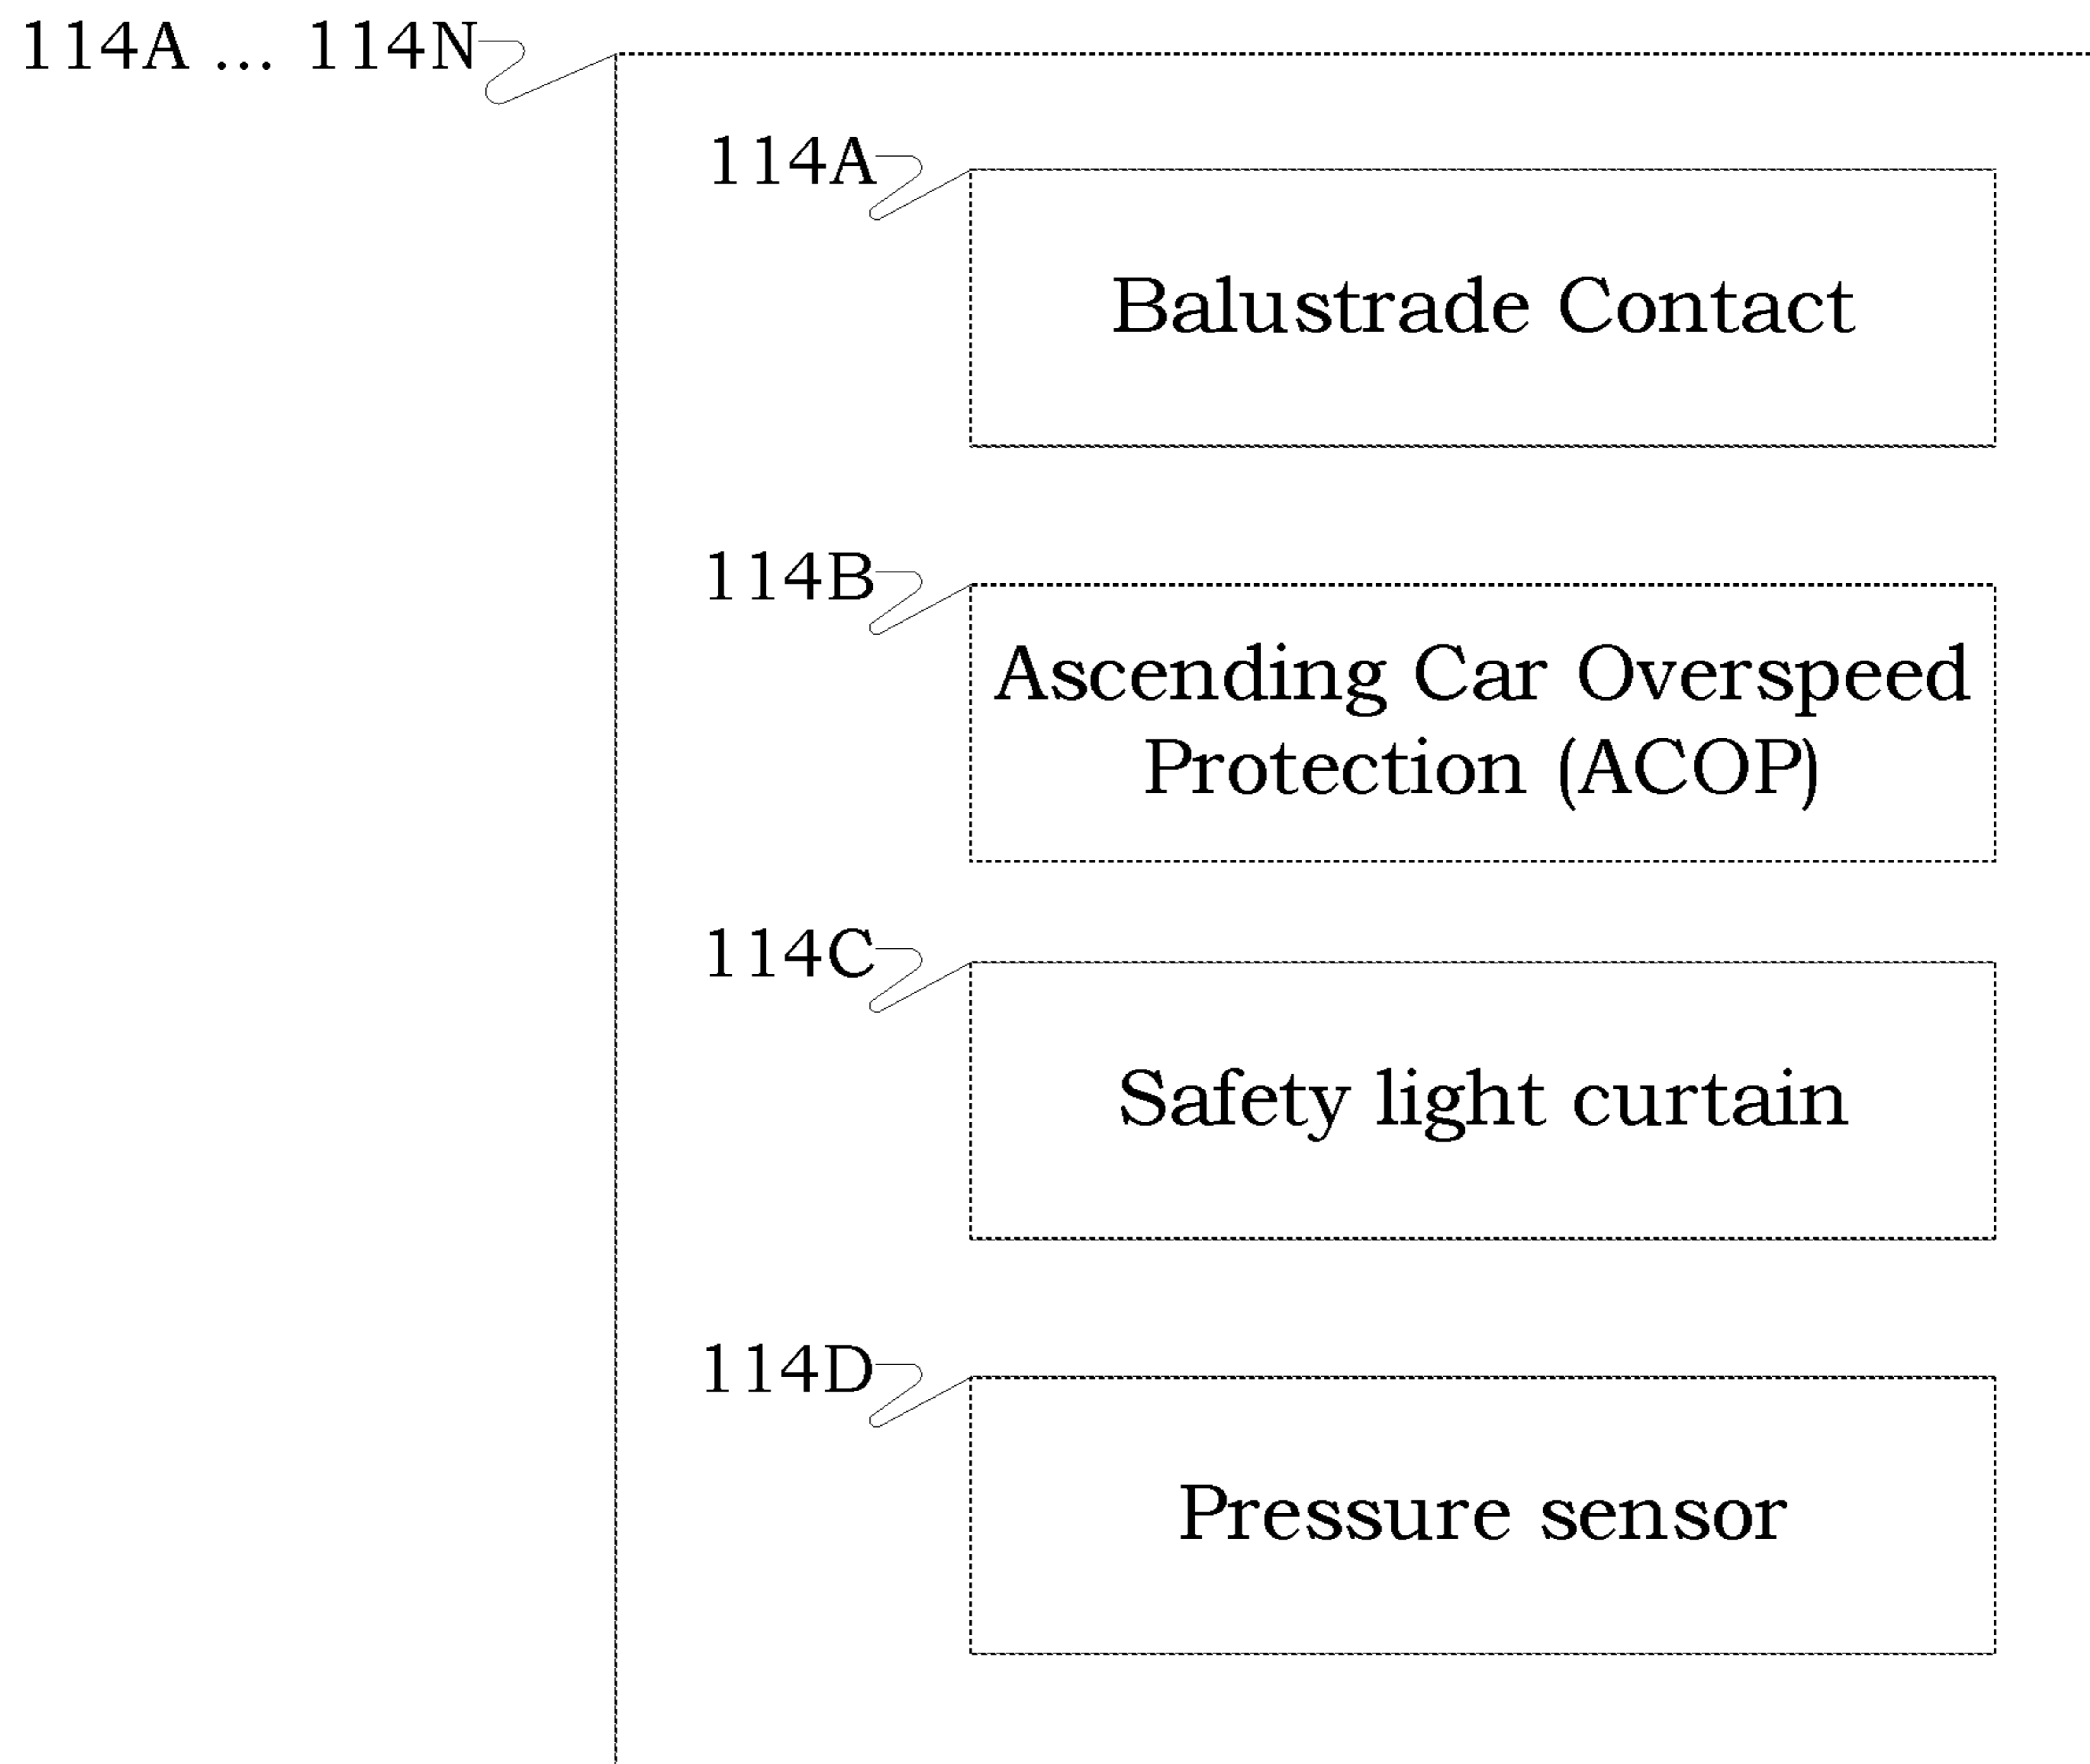 114A ... 114N
114A
Balustrade Contact
114B
Ascending Car Overspeed
Protection (ACOP)
114C
Safety light curtain
114D
Pressure sensor